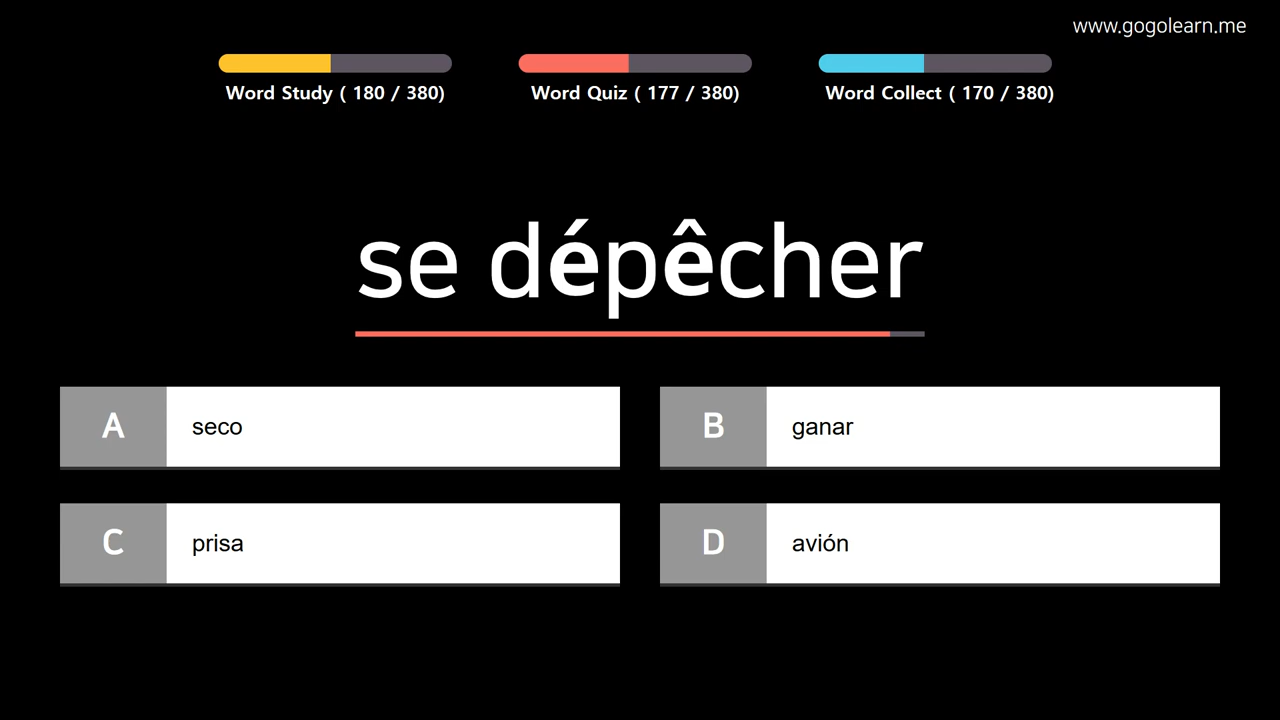 www.gogolearn.me
Word Study ( 180 / 380)
Word Quiz ( 177 / 380)
Word Collect ( 170 / 380)
se dépêcher
A seco
B ganar
C prisa
D avión